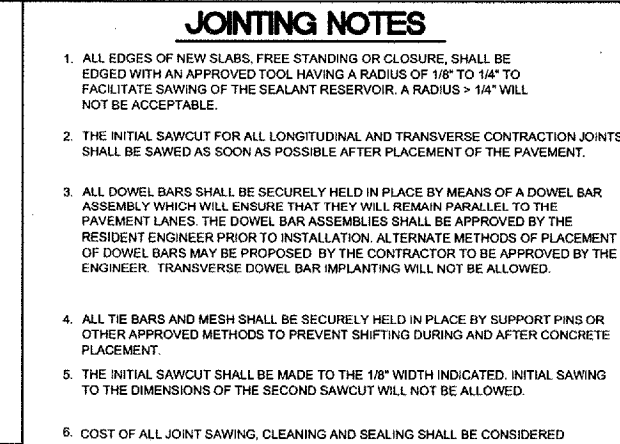 JOINTING NOTES
1. ALL EDGES OF NEW SLABS, FREE STANDING OR CLOSURE, SHALL BE
EDGED WITH AN APPROVED TOOL HAVING A RADIUS OF 1/8" TO 1/4" TO
FACILITATE SAWING OF THE SEALANT RESERVOIR. A RADIUS > 1/4" WILL
NOT BE ACCEPTABLE.
2. THE INITIAL SAWCUT FOR ALL LONGITUDINAL AND TRANSVERSE CONTRACTION JOINTS
SHALL BE SAWED AS SOON AS POSSIBLE AFTER PLACEMENT OF THE PAVEMENT.
3. ALL DOWEL BARS SHALL BE SECURELY HELD IN PLACE BY MEANS OF A DOWEL BAR
ASSEMBLY WHICH WILL ENSURE THAT THEY WILL REMAIN PARALLEL TO THE
PAVEMENT LANES. THE DOWEL BAR ASSEMBLIES SHALL BE APPROVED BY THE
RESIDENT ENGINEER PRIOR TO INSTALLATION. ALTERNATE METHODS OF PLACEMENT
OF DOWEL BARS MAY BE PROPOSED BY THE CONTRACTOR TO BE APPROVED BY THE
ENGINEER. TRANSVERSE DOWEL BAR IMPLANTING WILL NOT BE ALLOWED.
4. ALL TIE BARS AND MESH SHALL BE SECURELY HELD IN PLACE BY SUPPORT PINS OR
OTHER APPROVED METHODS TO PREVENT SHIFTING DURING AND AFTER CONCRETE
PLACEMENT.
5. THE INITIAL SAWCUT SHALL BE MADE TO THE 1/8" WIDTH INDICATED. INITIAL SAWING
TO THE DIMENSIONS OF THE SECOND SAWCUT WILL NOT BE ALLOWED.
6. COST OF ALL JOINT SAWING, CLEANING AND SEALING SHALL BE CONSIDERED